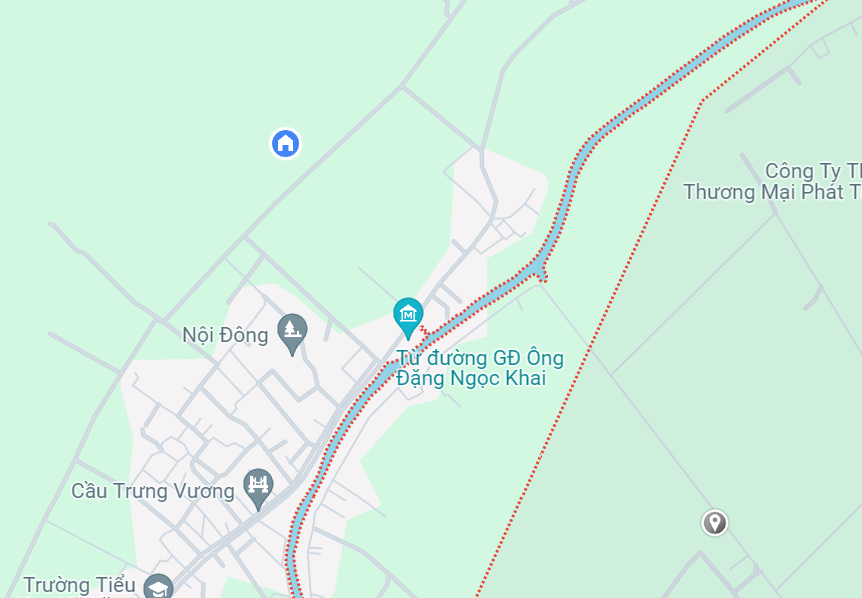 Công Ty
Thương Mại Phát
Nội Đông
Từ đường GĐ Ông
Đặng Ngọc Khai
Cầu Trưng Vương
Trường Tiểu